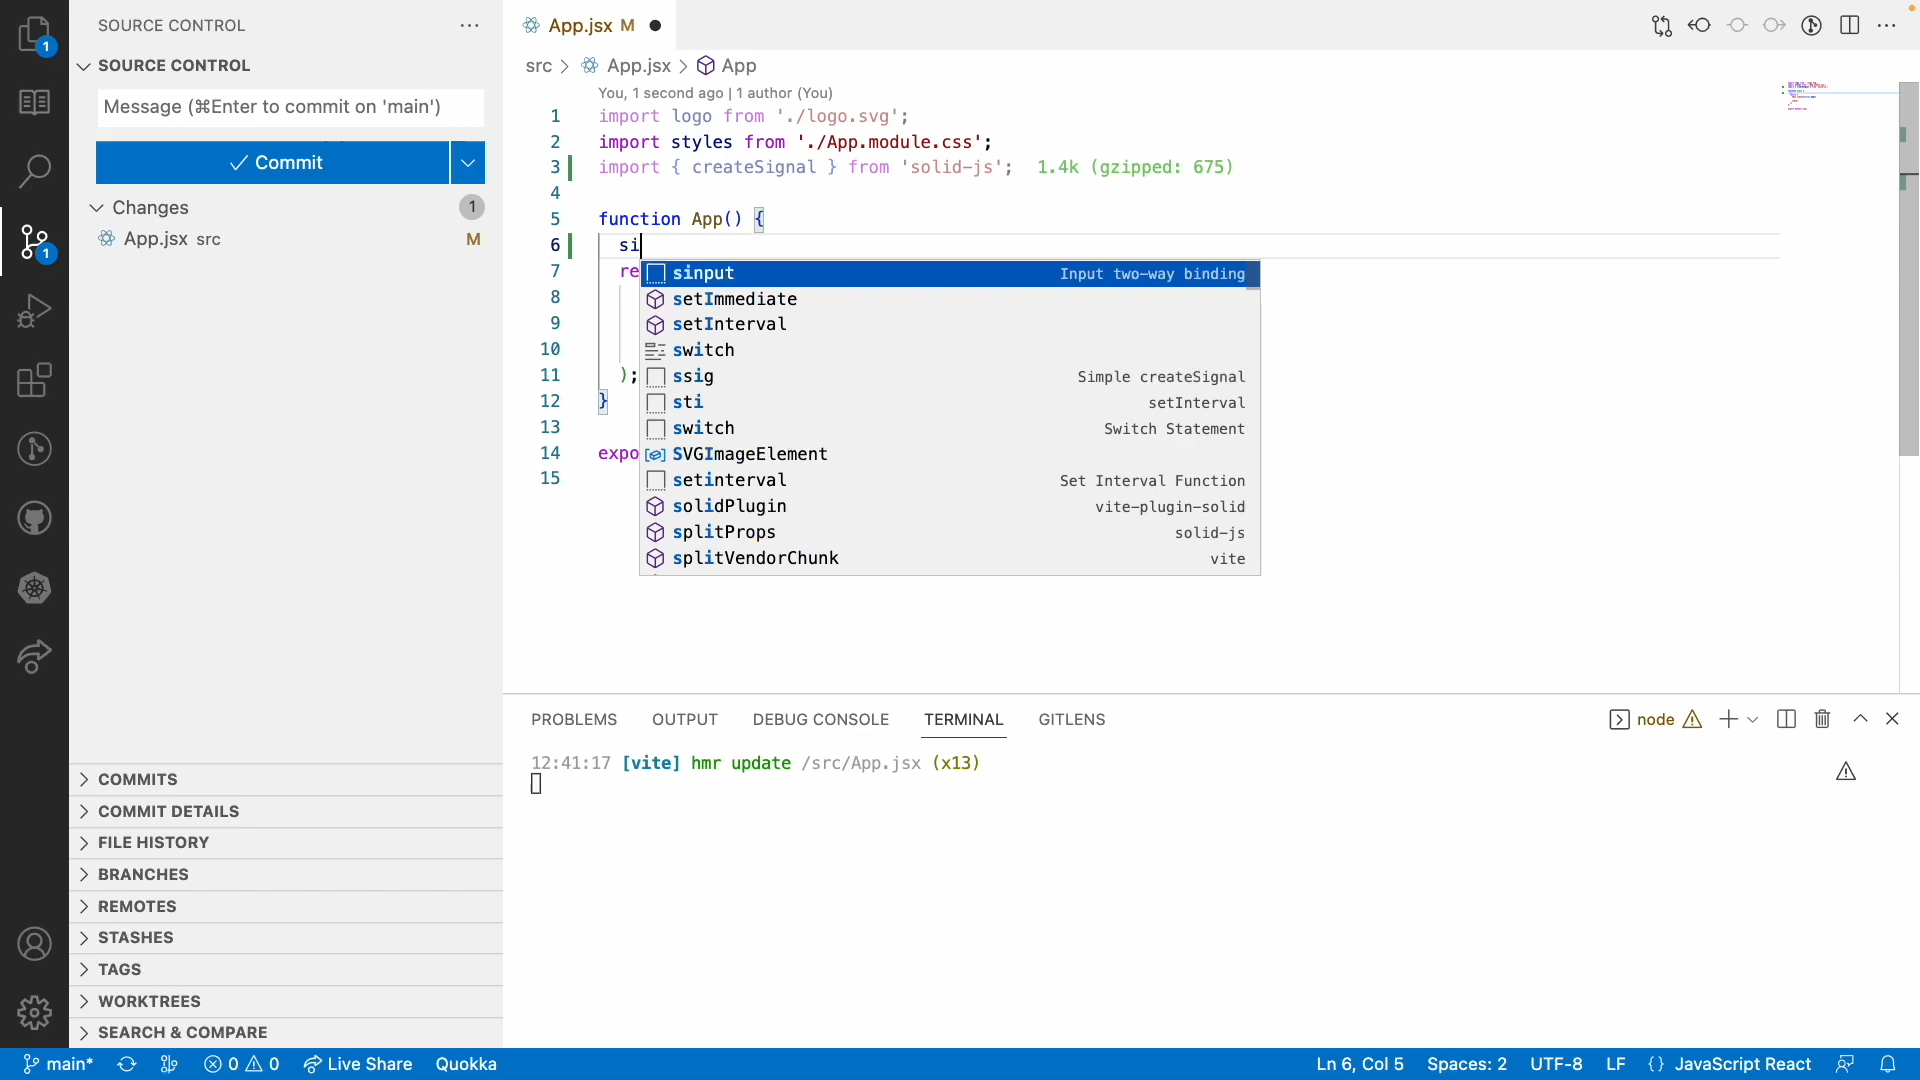 SOURCE CONTROL
SOURCE CONTROL
Message (⌘Enter to commit on 'main')
Commit
Changes 1
App.jsx src M
COMMITS
COMMIT DETAILS
FILE HISTORY
BRANCHES
REMOTES
STASHES
TAGS
WORKTREES
SEARCH & COMPARE
1
1
App.jsx M
src > App.jsx > App
You, 1 second ago | 1 author (You)
1 import logo from './logo.svg';
2 import styles from './App.module.css';
3 import { createSignal } from 'solid-js'; 1.4k (gzipped: 675)
4
5 function App() {
6 si
7 re
8
9
10
11 );
12 }
13
14 expo
15
sinput Input two-way binding
setImmediate
setInterval
switch
ssig Simple createSignal
sti setInterval
switch Switch Statement
SVGImageElement
setinterval Set Interval Function
solidPlugin vite-plugin-solid
splitProps solid-js
splitVendorChunk vite
PROBLEMS OUTPUT DEBUG CONSOLE TERMINAL GITLENS
node
12:41:17 [vite] hmr update /src/App.jsx (x13)
main* 0 0 Live Share Quokka
Ln 6, Col 5 Spaces: 2 UTF-8 LF {} JavaScript React